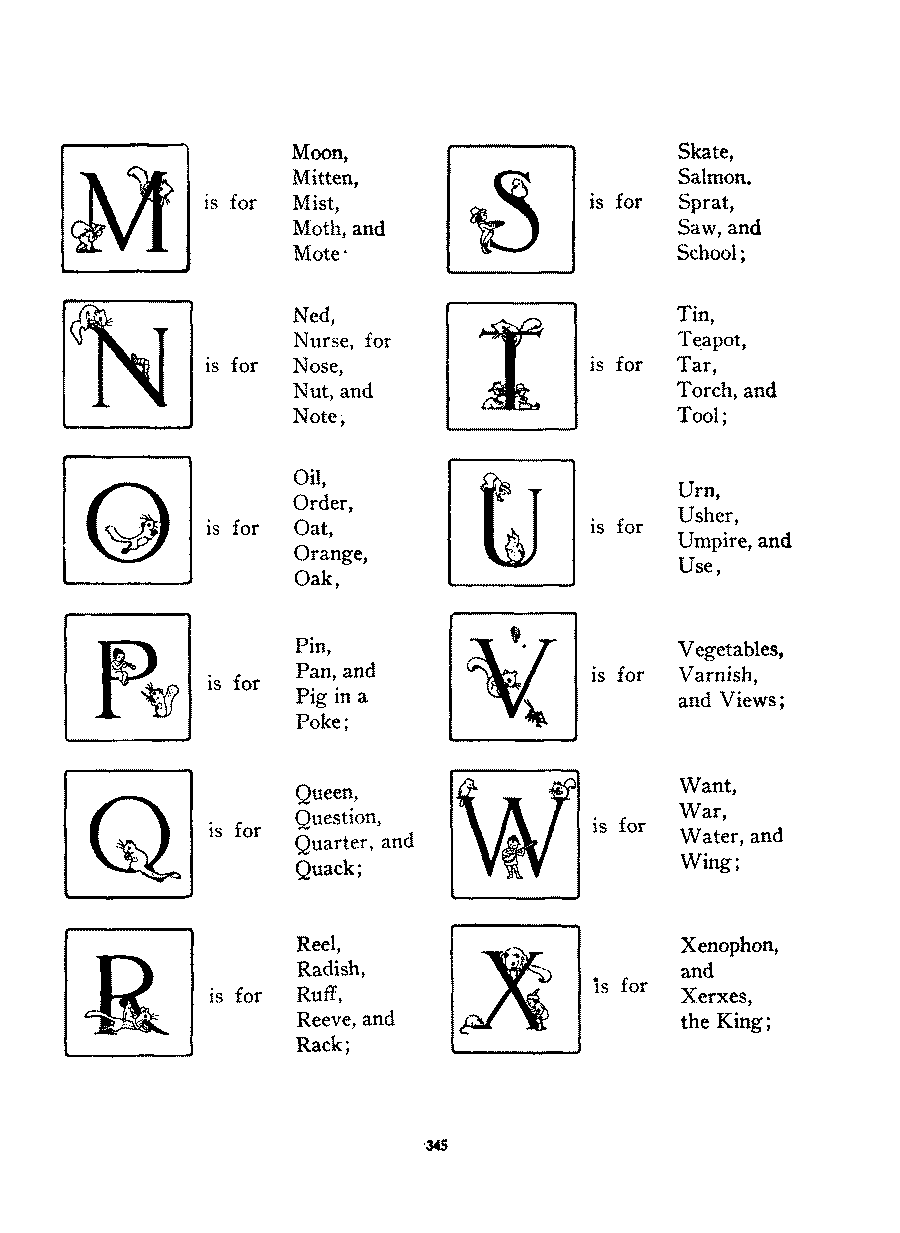 M is for Moon,
Mitten,
Mist,
Moth, and
Mote·
N is for Ned,
Nurse, for
Nose,
Nut, and
Note;
O is for Oil,
Order,
Oat,
Orange,
Oak,
P is for Pin,
Pan, and
Pig in a
Poke;
Q is for Queen,
Question,
Quarter, and
Quack;
R is for Reel,
Radish,
Ruff,
Reeve, and
Rack;
S is for Skate,
Salmon.
Sprat,
Saw, and
School;
T is for Tin,
Teapot,
Tar,
Torch, and
Tool;
U is for Urn,
Usher,
Umpire, and
Use,
V is for Vegetables,
Varnish,
and Views;
W is for Want,
War,
Water, and
Wing;
X is for Xenophon,
and
Xerxes,
the King;
345